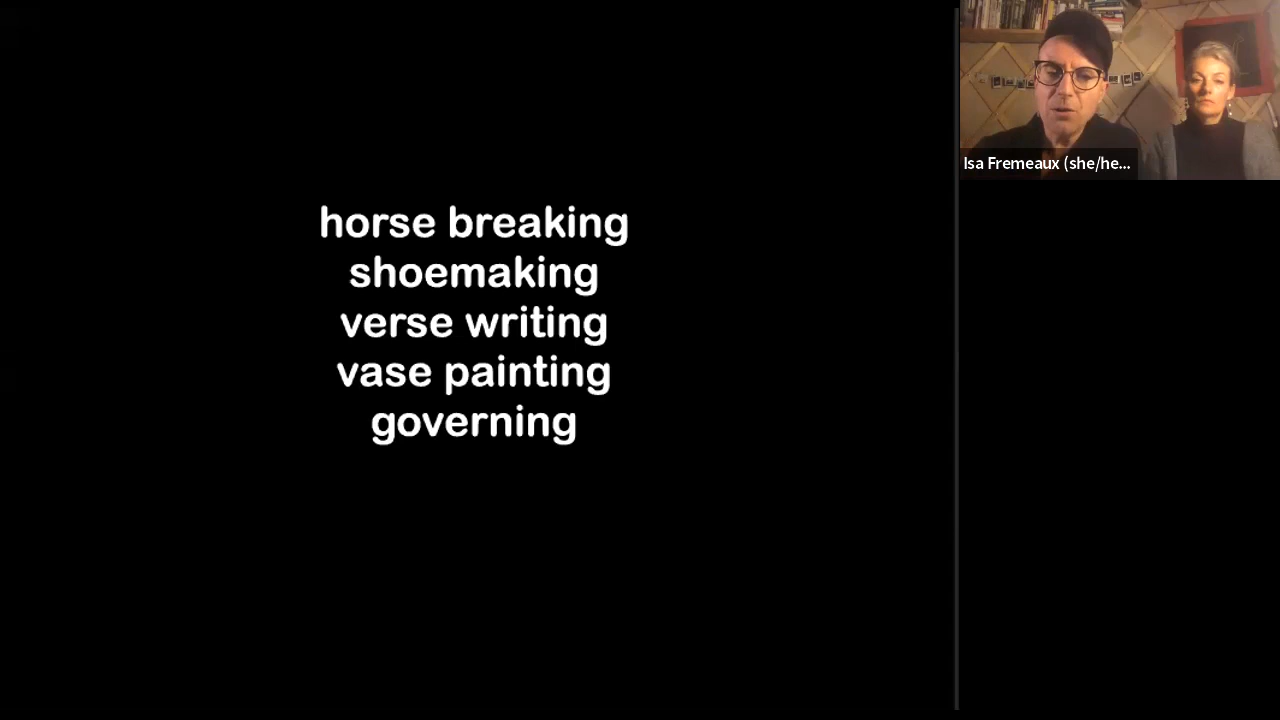 horse breaking
shoemaking
verse writing
vase painting
governing
Isa Fremeaux (she/he...